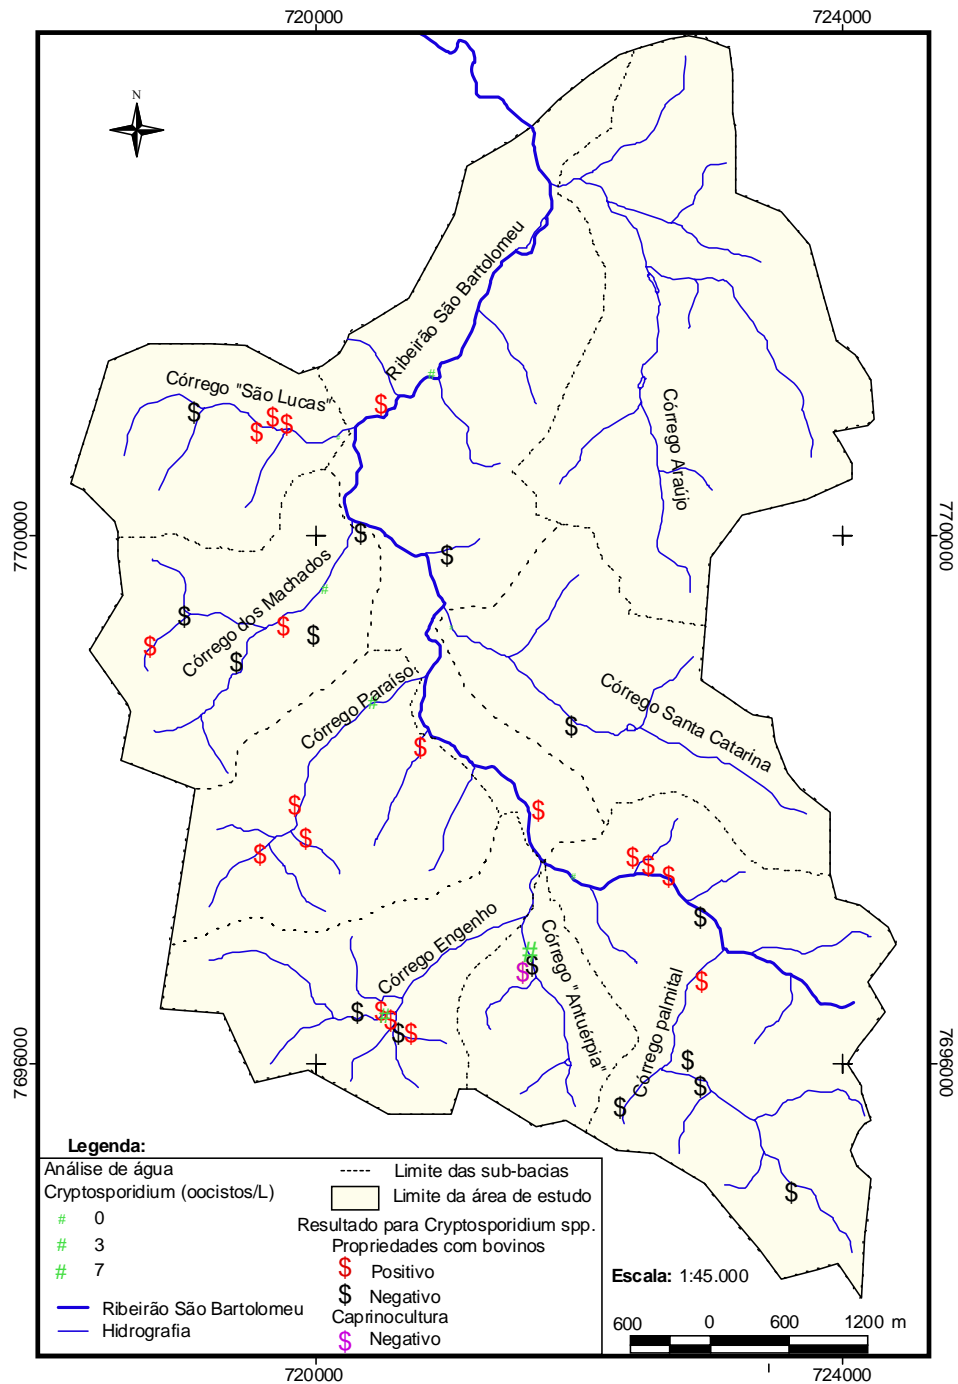 720000
724000
N
Ribeirão São Bartolomeu
Córrego "São Lucas"
Córrego Araújo
7700000
7700000
Córrego dos Machados
Córrego Paraíso
Córrego Santa Catarina
Córrego Engenho
Córrego "Antuérpia"
Córrego palmital
7696000
7696000
Legenda:
Análise de água
Cryptosporidium (oocistos/L)
# 0
# 3
# 7
Ribeirão São Bartolomeu
Hidrografia
Limite das sub-bacias
Limite da área de estudo
Resultado para Cryptosporidium spp.
Propriedades com bovinos
$ Positivo
$ Negativo
Caprinocultura
$ Negativo
Escala: 1:45.000
600 0 600 1200 m
720000
724000